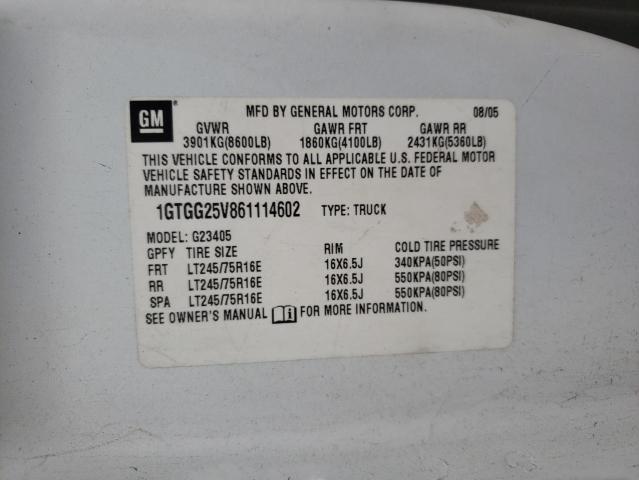 GM
MFD BY GENERAL MOTORS CORP. 08/05
GVWR GAWR FRT GAWR RR
3901KG(8600LB) 1860KG(4100LB) 2431KG(5360LB)
THIS VEHICLE CONFORMS TO ALL APPLICABLE U.S. FEDERAL MOTOR
VEHICLE SAFETY STANDARDS IN EFFECT ON THE DATE OF
MANUFACTURE SHOWN ABOVE.
1GTGG25V861114602 TYPE: TRUCK
MODEL: G23405
GPFY TIRE SIZE RIM COLD TIRE PRESSURE
FRT LT245/75R16E 16X6.5J 340KPA(50PSI)
RR LT245/75R16E 16X6.5J 550KPA(80PSI)
SPA LT245/75R16E 16X6.5J 550KPA(80PSI)
SEE OWNER'S MANUAL i FOR MORE INFORMATION.